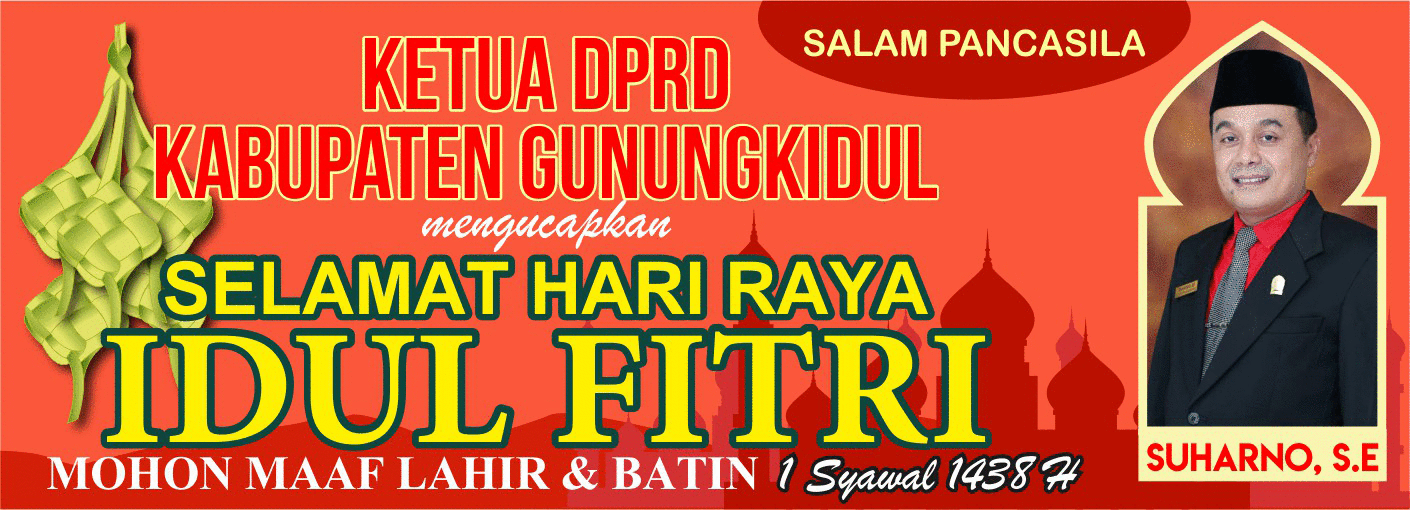 SALAM PANCASILA
KETUA DPRD
KABUPATEN GUNUNGKIDUL
mengucapkan
SELAMAT HARI RAYA
IDUL FITRI
MOHON MAAF LAHIR & BATIN 1 Syawal 1438 H
SUHARNO, S.E